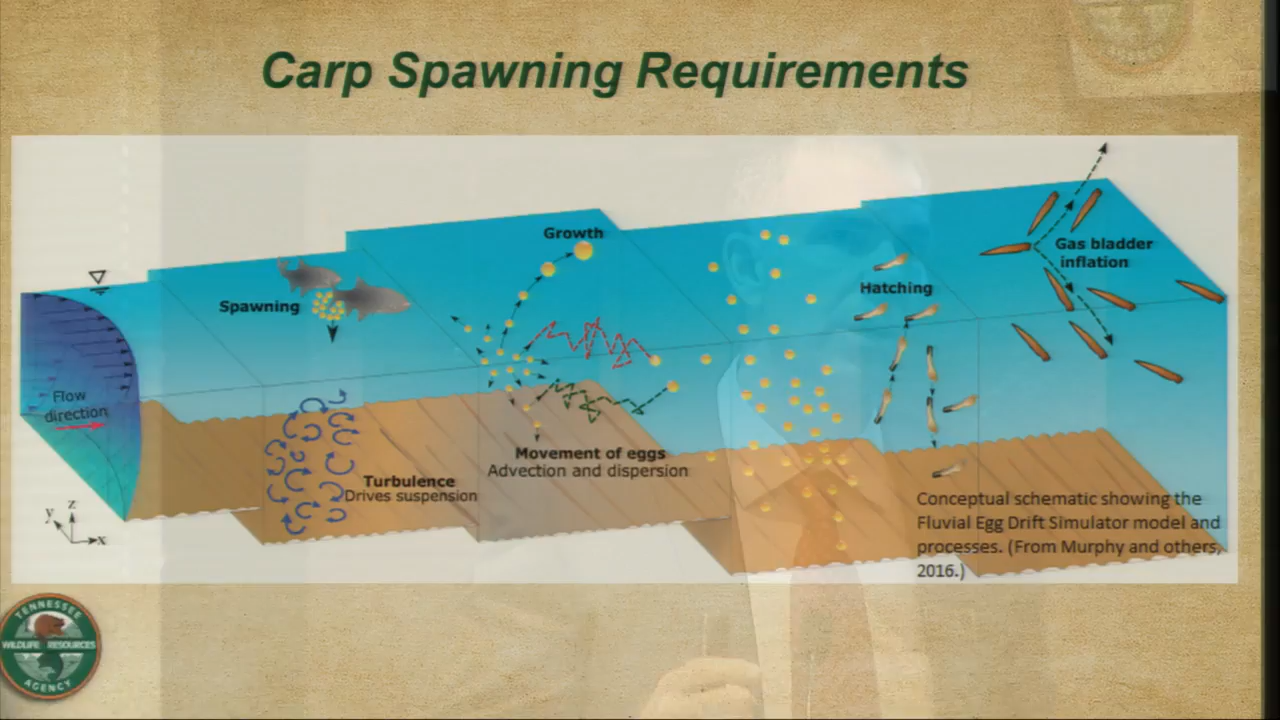 Carp Spawning Requirements
Growth
Gas bladder
inflation
Spawning
Hatching
Flow
direction
Movement of eggs
Advection and dispersion
Turbulence
Drives suspension
z
y
x
Conceptual schematic showing the
Fluvial Egg Drift Simulator model and
processes. (From Murphy and others,
2016.)
TENNESSEE
WILDLIFE RESOURCES
AGENCY